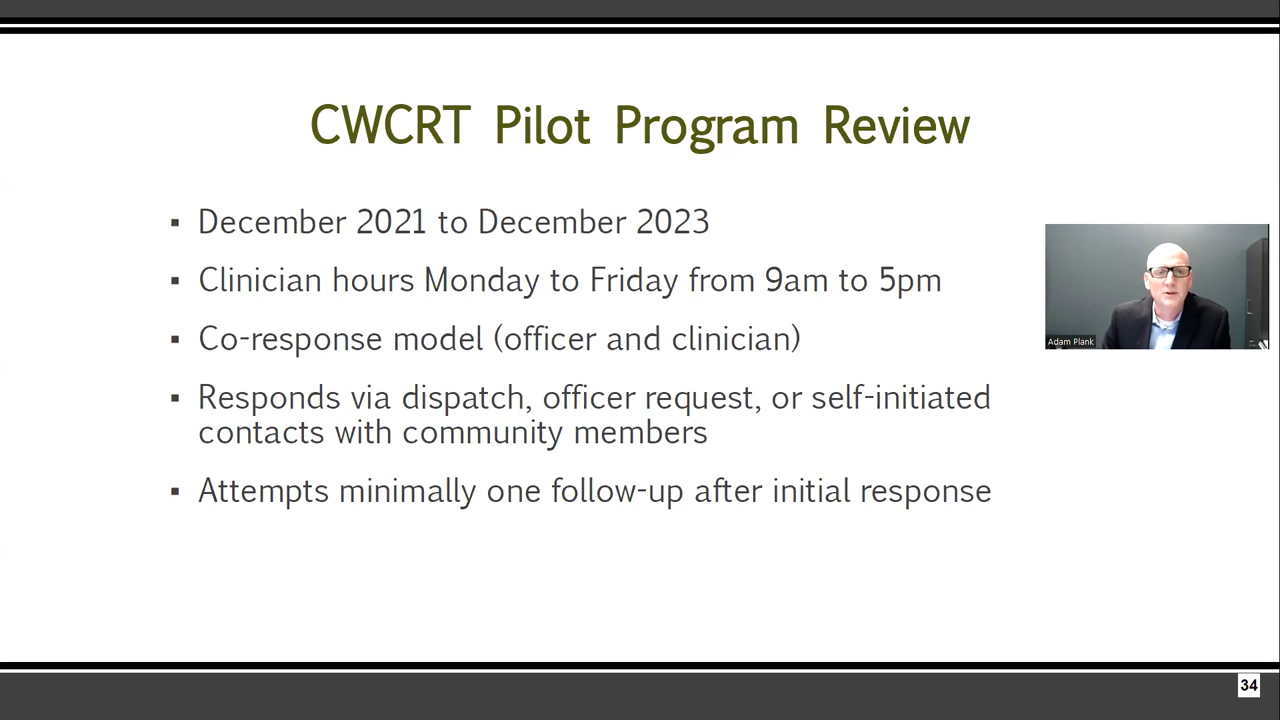 CWCRT Pilot Program Review
▪ December 2021 to December 2023
▪ Clinician hours Monday to Friday from 9am to 5pm
▪ Co-response model (officer and clinician)
▪ Responds via dispatch, officer request, or self-initiated
contacts with community members
▪ Attempts minimally one follow-up after initial response
Adam Plank
34